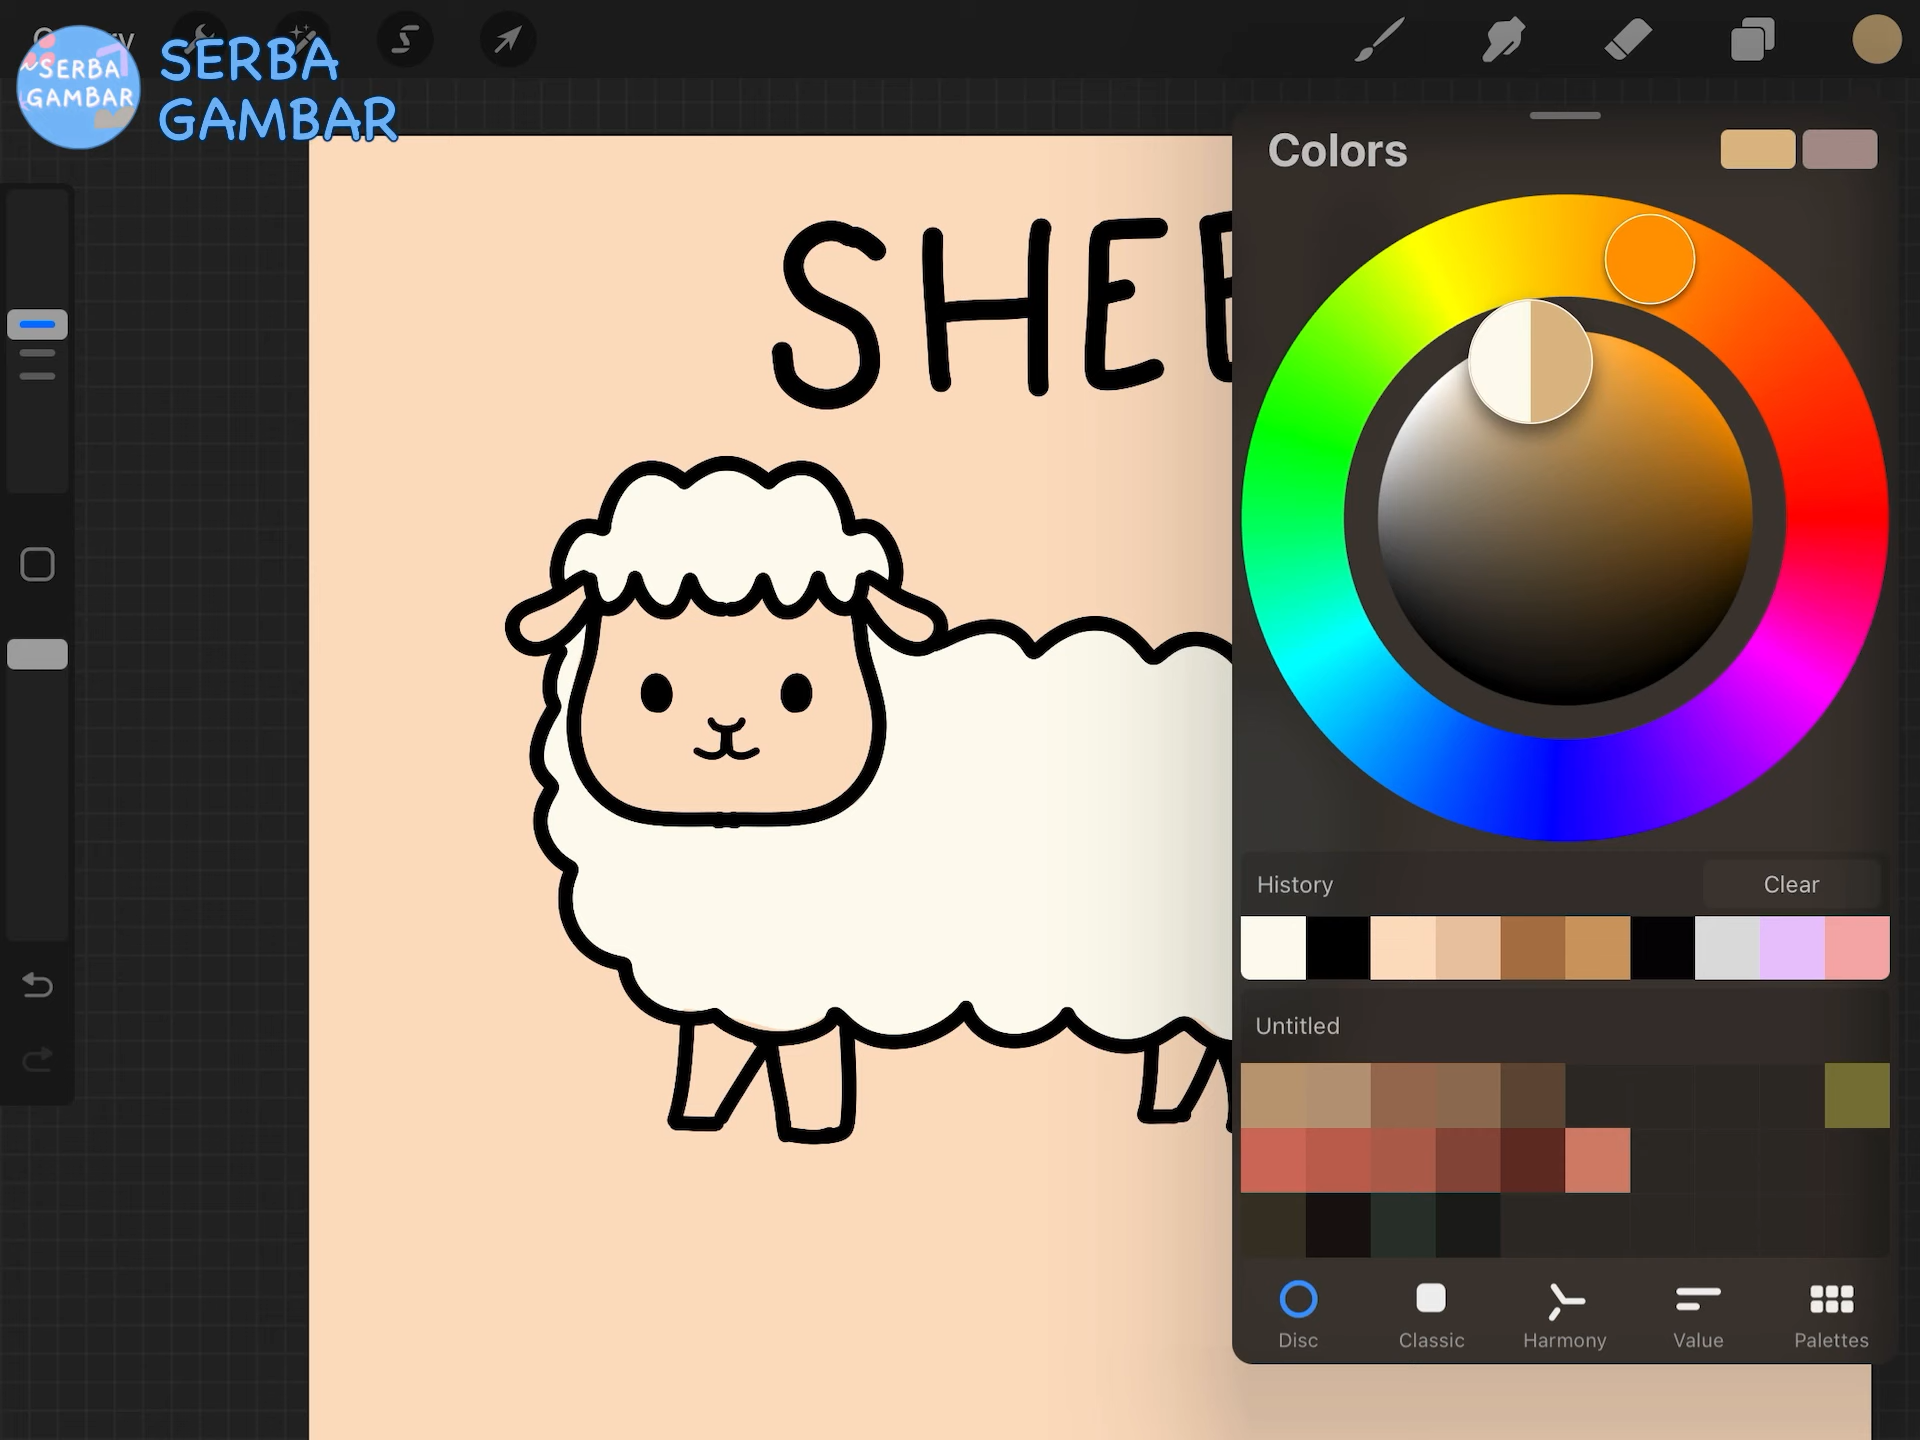 SERBA
GAMBAR
SERBA
GAMBAR
Colors
SHEE
History
Clear
Untitled
Disc
Classic
Harmony
Value
Palettes